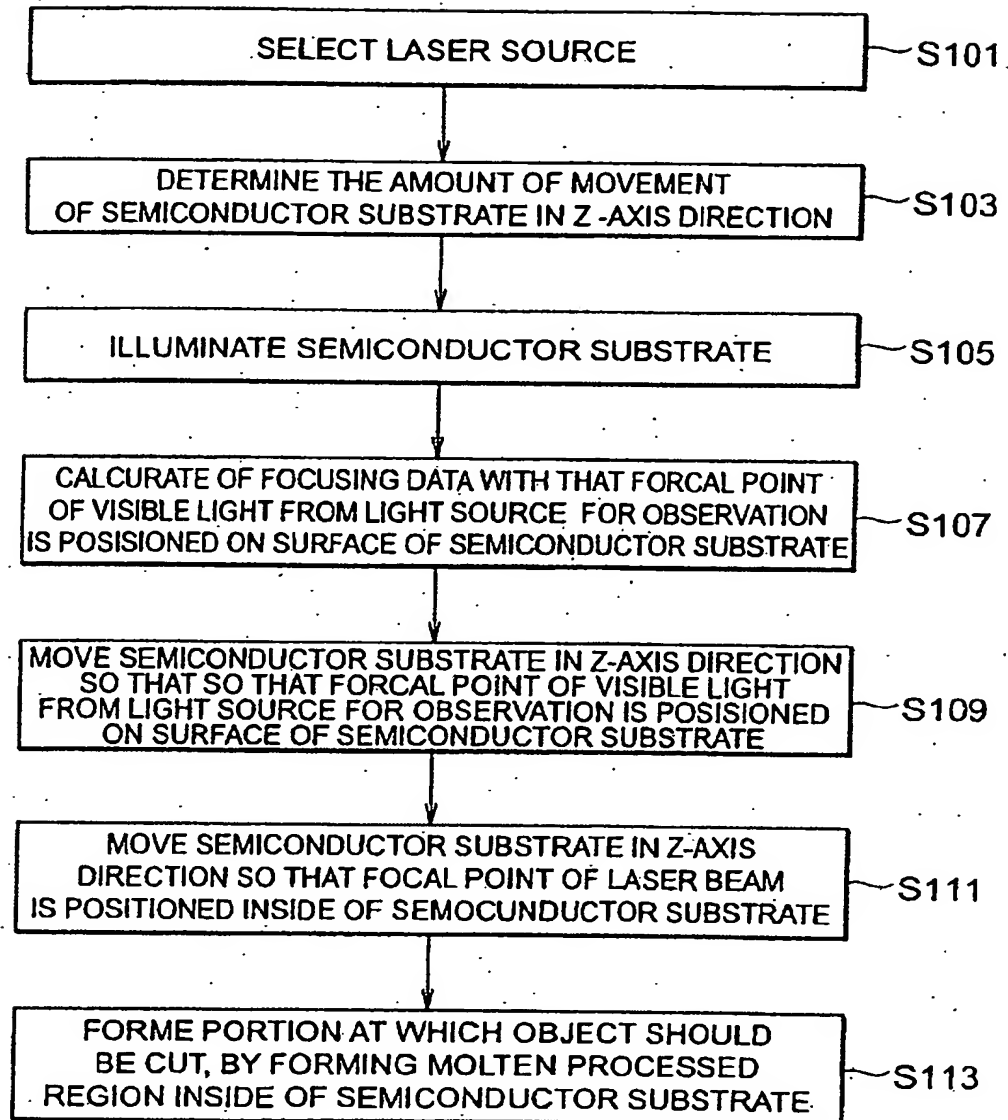 SELECT LASER SOURCE
S101
DETERMINE THE AMOUNT OF MOVEMENT
OF SEMICONDUCTOR SUBSTRATE IN Z -AXIS DIRECTION
S103
ILLUMINATE SEMICONDUCTOR SUBSTRATE
S105
CALCURATE OF FOCUSING DATA WITH THAT FORCAL POINT
OF VISIBLE LIGHT FROM LIGHT SOURCE FOR OBSERVATION
IS POSISIONED ON SURFACE OF SEMICONDUCTOR SUBSTRATE
S107
MOVE SEMICONDUCTOR SUBSTRATE IN Z-AXIS DIRECTION
SO THAT SO THAT FORCAL POINT OF VISIBLE LIGHT
FROM LIGHT SOURCE FOR OBSERVATION IS POSISIONED
ON SURFACE OF SEMICONDUCTOR SUBSTRATE
S109
MOVE SEMICONDUCTOR SUBSTRATE IN Z-AXIS
DIRECTION SO THAT FOCAL POINT OF LASER BEAM
IS POSITIONED INSIDE OF SEMOCUNDUCTOR SUBSTRATE
S111
FORME PORTION AT WHICH OBJECT SHOULD
BE CUT, BY FORMING MOLTEN PROCESSED
REGION INSIDE OF SEMICONDUCTOR SUBSTRATE
S113